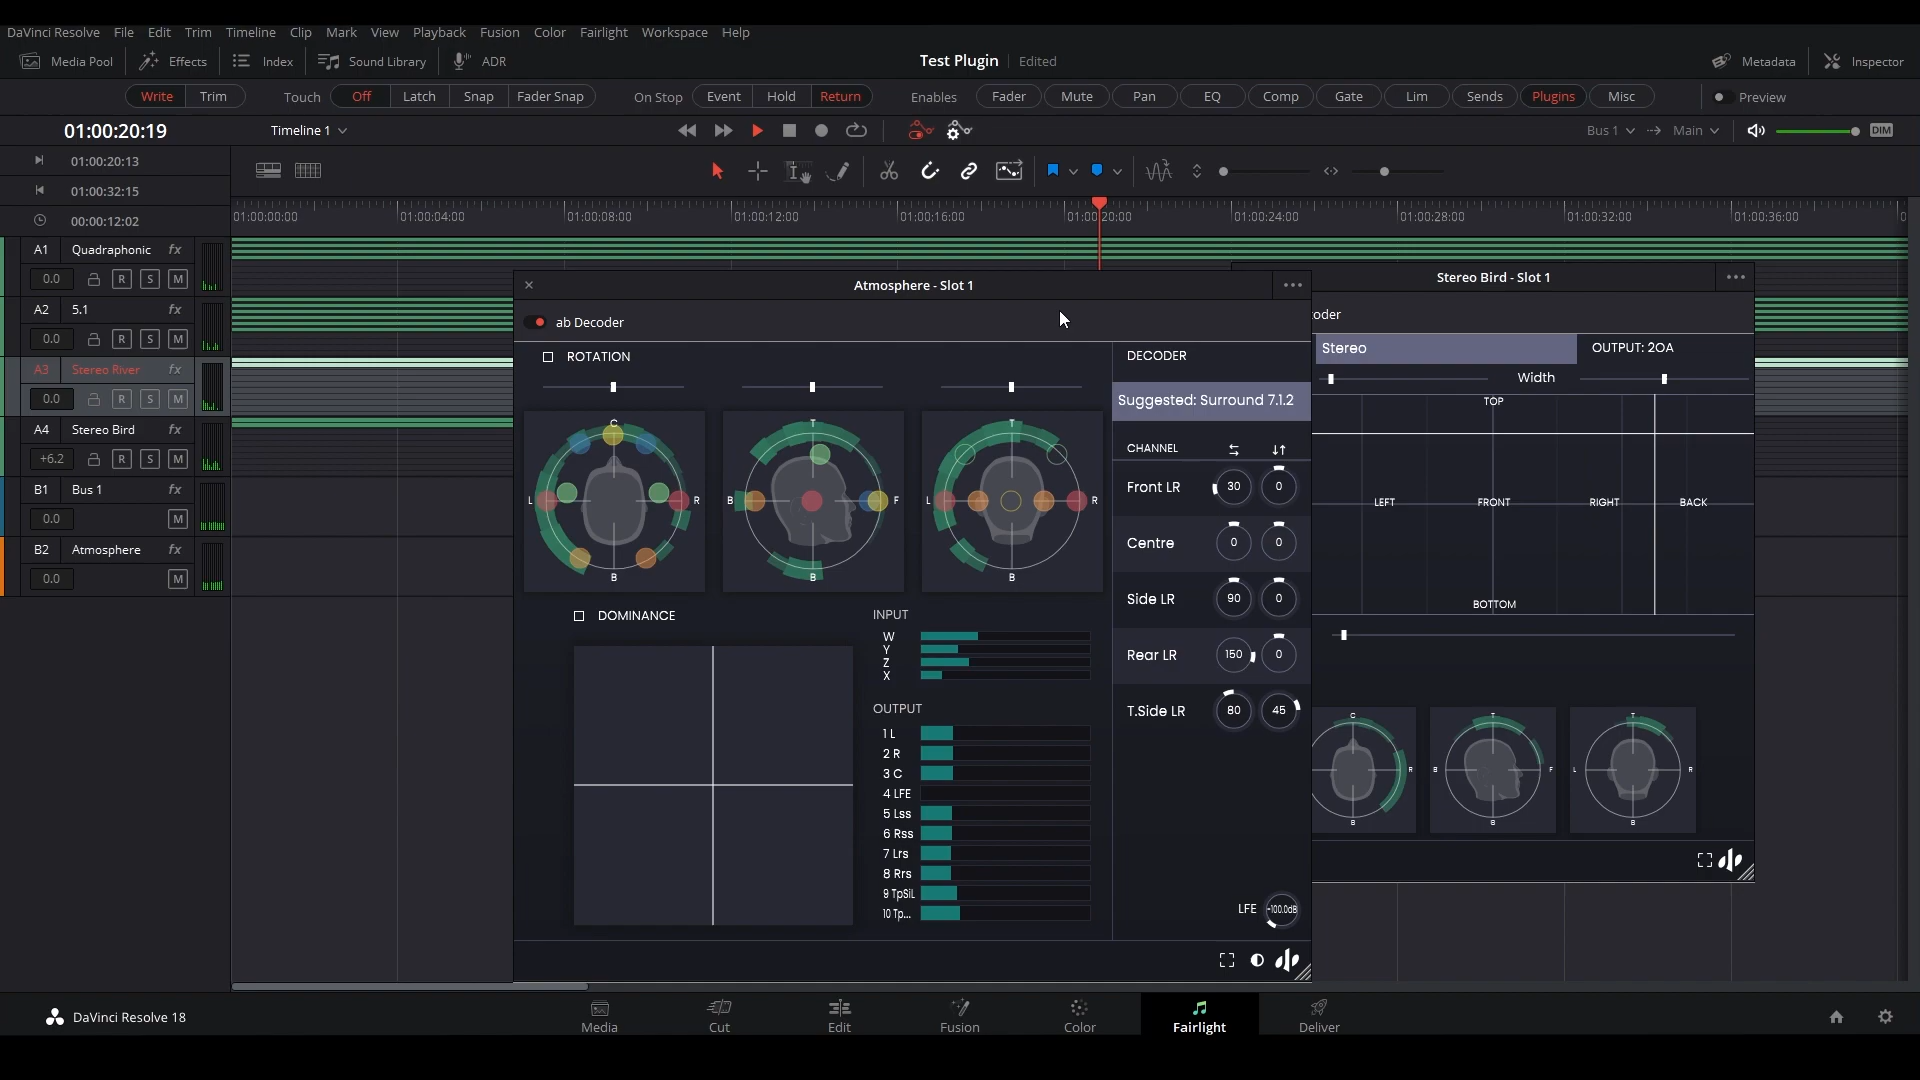 DaVinci Resolve File Edit Trim Timeline Clip Mark View Playback Fusion Color Fairlight Workspace Help
Media Pool Effects Index Sound Library ADR Test Plugin Edited Metadata Inspector
Write Trim Touch Off Latch Snap Fader Snap On Stop Event Hold Return Enables Fader Mute Pan EQ Comp Gate Lim Sends Plugins Misc Preview
01:00:20:19 Timeline 1 Bus 1 Main DIM
01:00:20:13
01:00:32:15
00:00:12:02
01:00:00:00 01:00:04:00 01:00:08:00 01:00:12:00 01:00:16:00 01:00:20:00 01:00:24:00 01:00:28:00 01:00:32:00 01:00:36:00
A1 Quadraphonic fx
0.0 R S M
A2 5.1 fx
0.0 R S M
A3 Stereo River fx
0.0 R S M
A4 Stereo Bird fx
+6.2 R S M
B1 Bus 1 fx
0.0 M
B2 Atmosphere fx
0.0 M
Atmosphere - Slot 1
ab Decoder
ROTATION
C
L R
B
T
B F
B
T
L R
B
DOMINANCE
INPUT
W
Y
Z
X
OUTPUT
1 L
2 R
3 C
4 LFE
5 Lss
6 Rss
7 Lrs
8 Rrs
9 TpSiL
10 Tp...
DECODER
Suggested: Surround 7.1.2
CHANNEL
Front LR 30 0
Centre 0 0
Side LR 90 0
Rear LR 150 0
T.Side LR 80 45
LFE -100.0dB
Stereo Bird - Slot 1
oder
Stereo OUTPUT: 2OA
Width
TOP
LEFT FRONT RIGHT BACK
BOTTOM
C
R
B
T
B F
B
T
L R
B
DaVinci Resolve 18
Media Cut Edit Fusion Color Fairlight Deliver